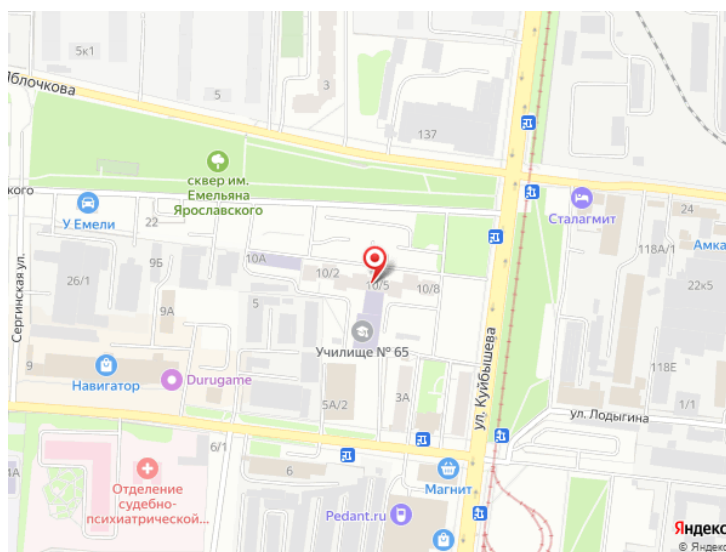 5к1
Яблочкова
5
3
137
сквер им.
Емельяна
Ярославского
ского
У Емели
22
Сталагмит
24
118А/1
Амка
26/1
9Б
10А
10/2
10/5
10/8
22к5
Сергинская ул.
9А
5
9
Училище № 65
ул. Куйбышева
118Е
Навигатор
Durugame
5А/2
3А
ул. Лодыгина
1/1
6/1
4А
6
Отделение
судебно-
психиатрической...
Магнит
Pedant.ru
Яндекс
© Яндекс